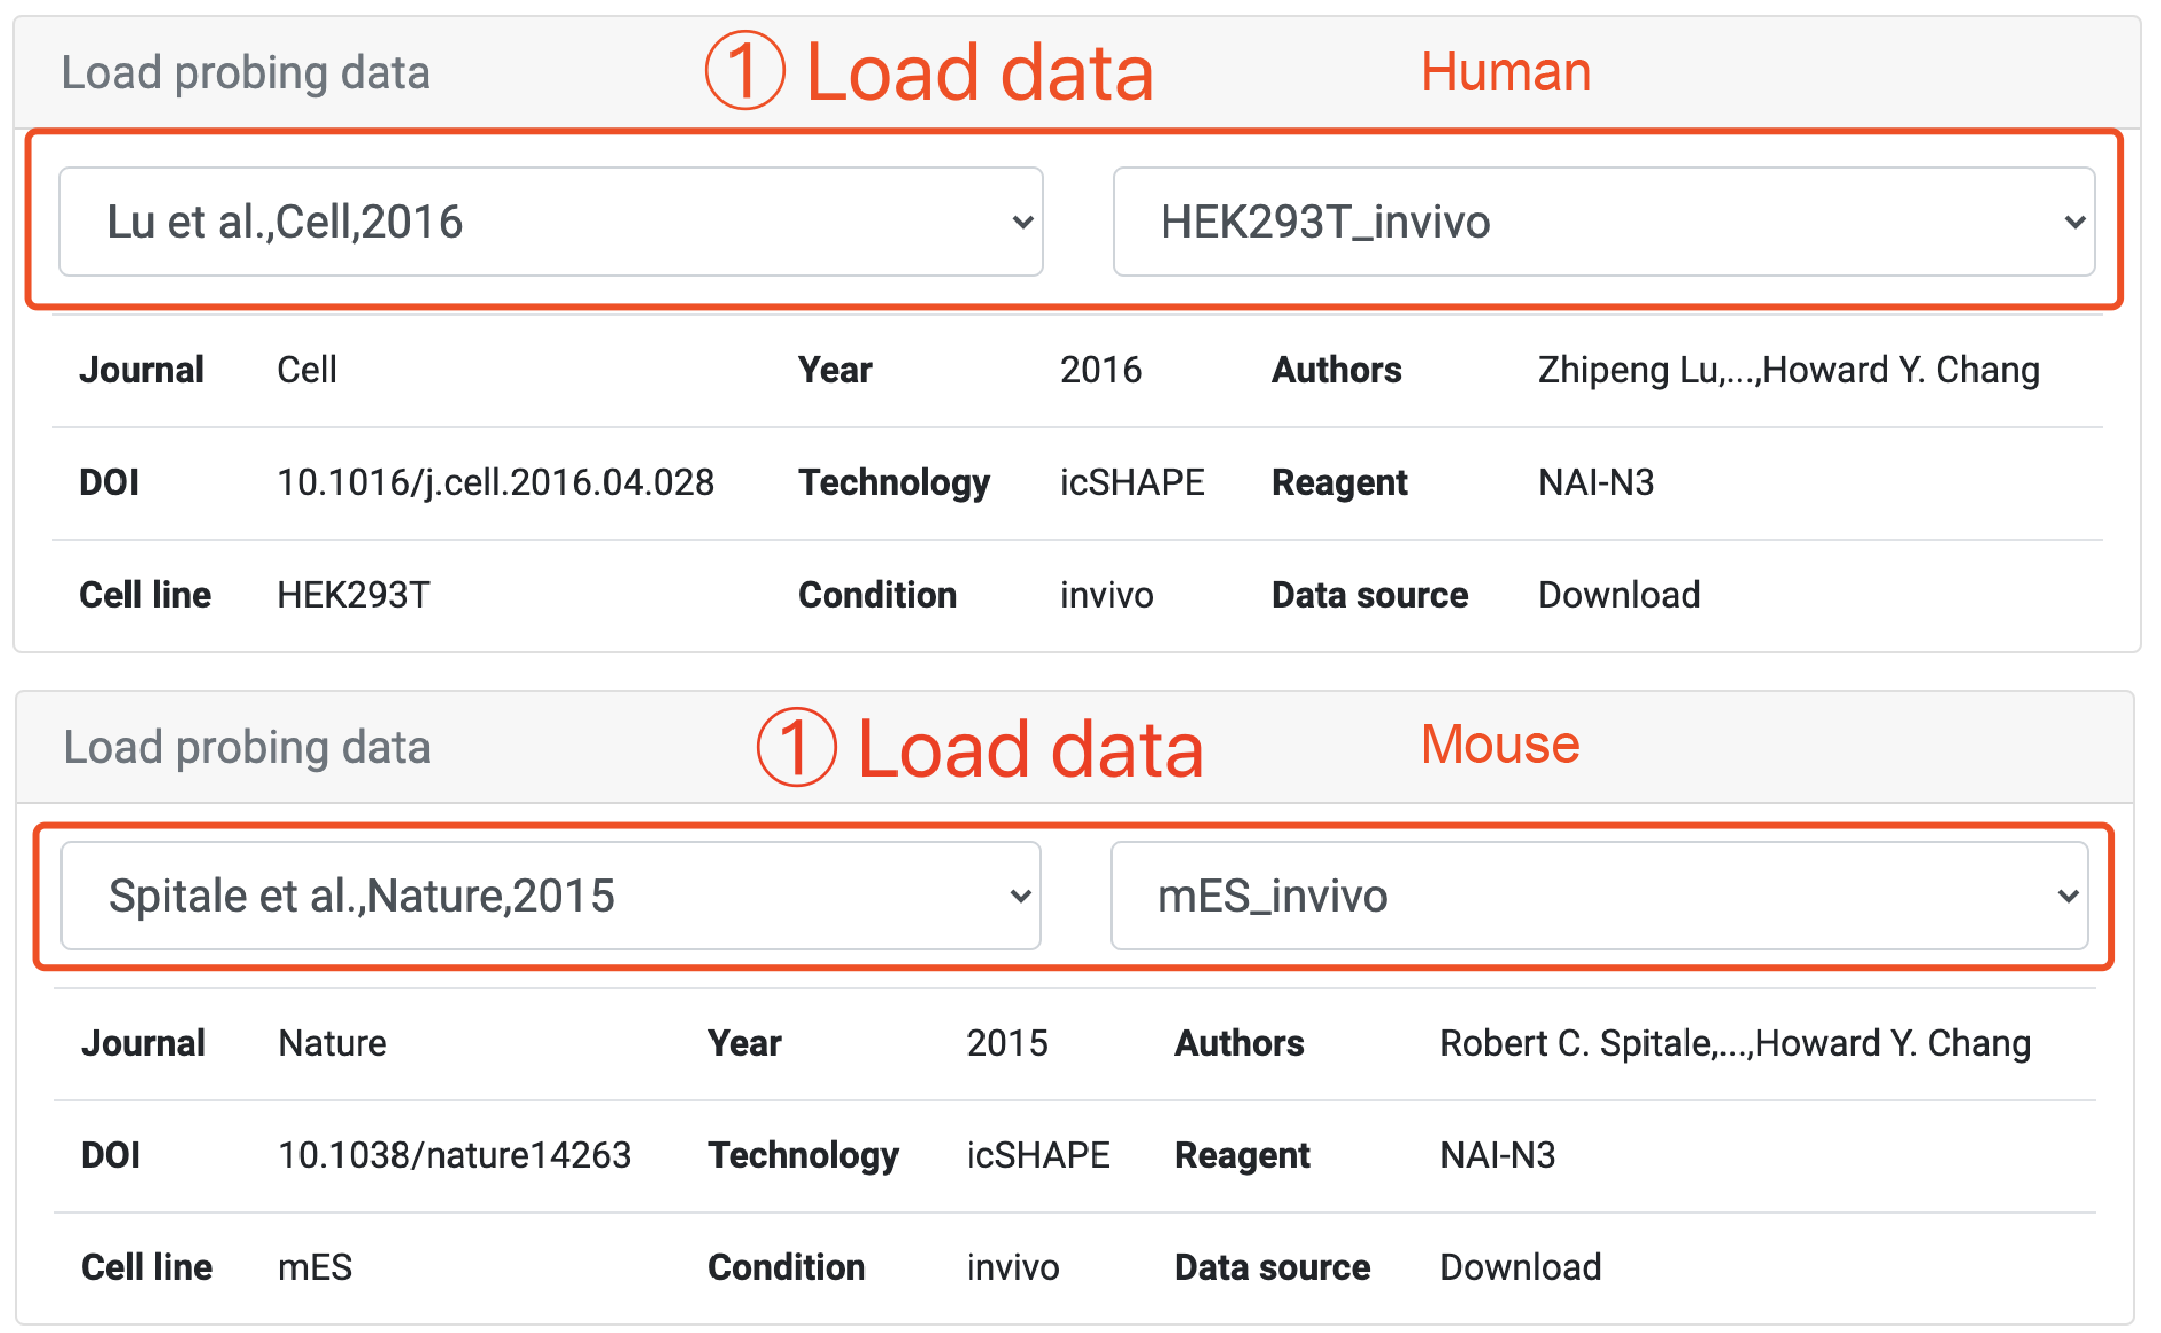 Load probing data ① Load data Human
Lu et al.,Cell,2016 HEK293T_invivo
Journal Cell Year 2016 Authors Zhipeng Lu,...,Howard Y. Chang
DOI 10.1016/j.cell.2016.04.028 Technology icSHAPE Reagent NAI-N3
Cell line HEK293T Condition invivo Data source Download
Load probing data ① Load data Mouse
Spitale et al.,Nature,2015 mES_invivo
Journal Nature Year 2015 Authors Robert C. Spitale,...,Howard Y. Chang
DOI 10.1038/nature14263 Technology icSHAPE Reagent NAI-N3
Cell line mES Condition invivo Data source Download